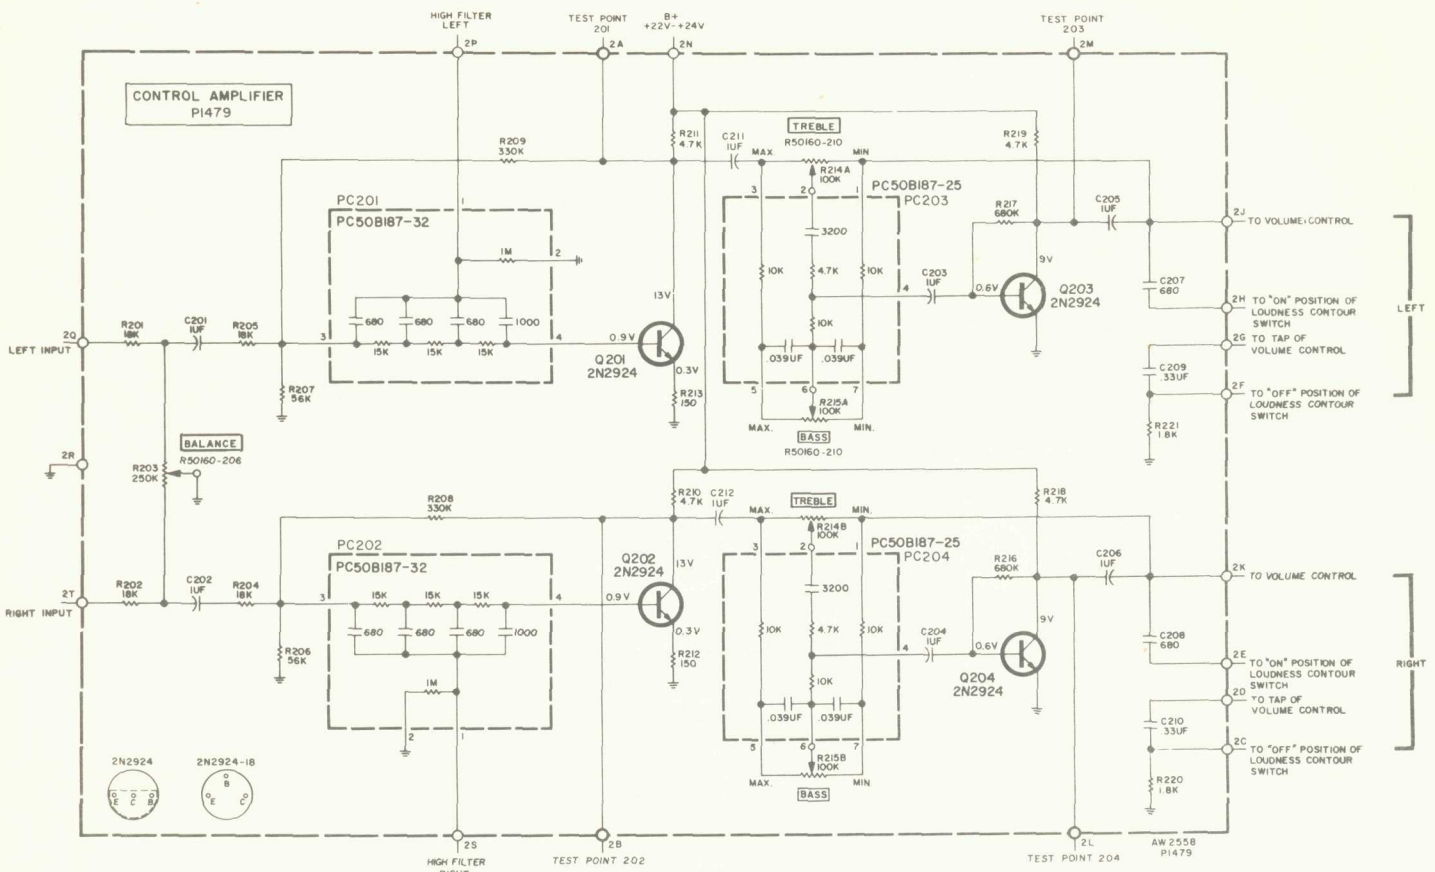 HIGH FILTER
LEFT
2P
TEST POINT
201
2A
B+
+22V-+24V
2N
TEST POINT
203
2M
CONTROL AMPLIFIER
P1479
R209
330K
R211
4.7K
C211
1UF
MAX.
TREBLE
R50160-210
MIN
R214A
100K
R219
4.7K
PC201
PC50B187-32
1
1M
2
680
680
680
1000
3
15K
15K
15K
4
PC50B187-25
PC203
3
2
1
3200
10K
4.7K
10K
10K
.039UF
.039UF
4
5
6
7
R215A
100K
MAX.
MIN.
BASS
R50160-210
R217
680K
C205
1UF
C203
1UF
0.6V
9V
Q203
2N2924
2J
TO VOLUME CONTROL
C207
680
2H
TO "ON" POSITION OF
LOUDNESS CONTOUR
SWITCH
2G
TO TAP OF
VOLUME CONTROL
C209
.33UF
2F
TO "OFF" POSITION OF
LOUDNESS CONTOUR
SWITCH
R221
1.8K
LEFT
2Q
LEFT INPUT
R201
18K
C201
1UF
R205
18K
R207
56K
13V
0.9V
Q201
2N2924
0.3V
R213
150
2R
BALANCE
R50160-206
R203
250K
R208
330K
R210
4.7K
C212
1UF
MAX.
TREBLE
MIN.
R214B
100K
R218
4.7K
PC202
PC50B187-32
3
15K
15K
15K
4
680
680
680
1000
1M
2
1
Q202
2N2924
13V
0.9V
0.3V
R212
150
2T
RIGHT INPUT
R202
18K
C202
1UF
R204
18K
R206
56K
PC50B187-25
PC204
3
2
1
3200
10K
4.7K
10K
10K
.039UF
.039UF
4
5
6
7
R215B
100K
MAX.
MIN
BASS
R216
680K
C206
1UF
C204
1UF
0.6V
9V
Q204
2N2924
2K
TO VOLUME CONTROL
C208
680
2E
TO "ON" POSITION OF
LOUDNESS CONTOUR
SWITCH
2D
TO TAP OF
VOLUME CONTROL
C210
.33UF
2C
TO "OFF" POSITION OF
LOUDNESS CONTOUR
SWITCH
R220
1.8K
RIGHT
2N2924
E C B
2N2924-18
B
E C
2S
HIGH FILTER
2B
TEST POINT 202
2L
TEST POINT 204
AW2558
P1479